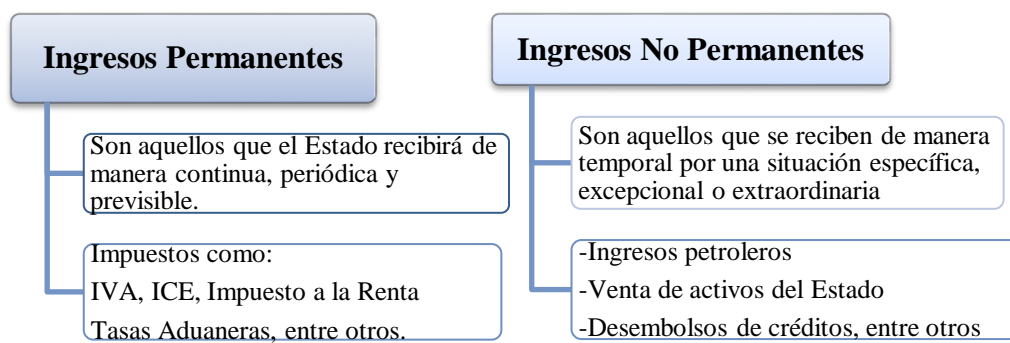 Ingresos Permanentes
Son aquellos que el Estado recibirá de
manera continua, periódica y
previsible.
Impuestos como:
IVA, ICE, Impuesto a la Renta
Tasas Aduaneras, entre otros.
Ingresos No Permanentes
Son aquellos que se reciben de manera
temporal por una situación específica,
excepcional o extraordinaria
-Ingresos petroleros
-Venta de activos del Estado
-Desembolsos de créditos, entre otros